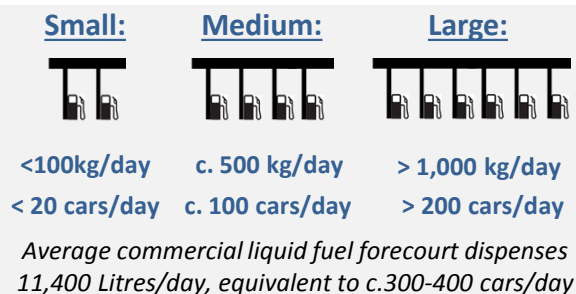 Small: Medium: Large:
<100kg/day c. 500 kg/day > 1,000 kg/day
< 20 cars/day c. 100 cars/day > 200 cars/day
Average commercial liquid fuel forecourt dispenses
11,400 Litres/day, equivalent to c.300-400 cars/day